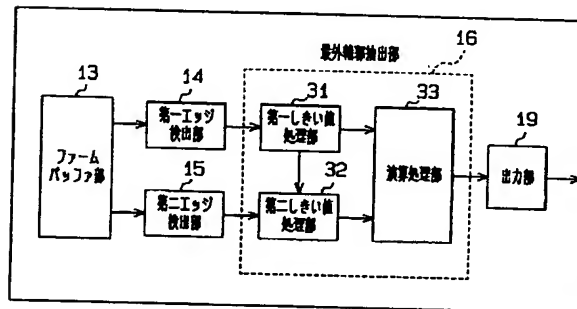 最外輪郭抽出部
16
13
14
31
33
19
ファーム
バッファ部
第一エッジ
検出部
第一しきい値
処理部
演算処理部
出力部
15
32
第二エッジ
検出部
第二しきい値
処理部